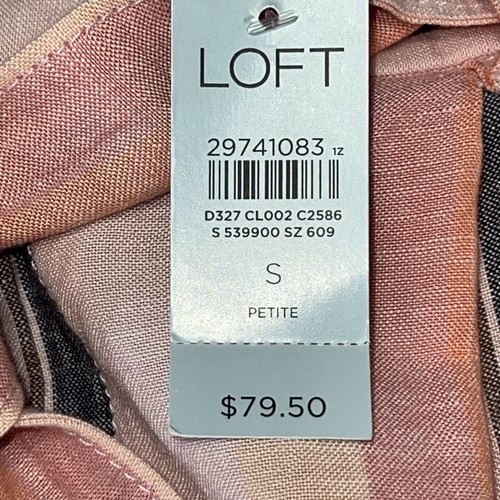 LOFT
29741083 1Z
D327 CL002 C2586
S 539900 SZ 609
S
PETITE
$79.50